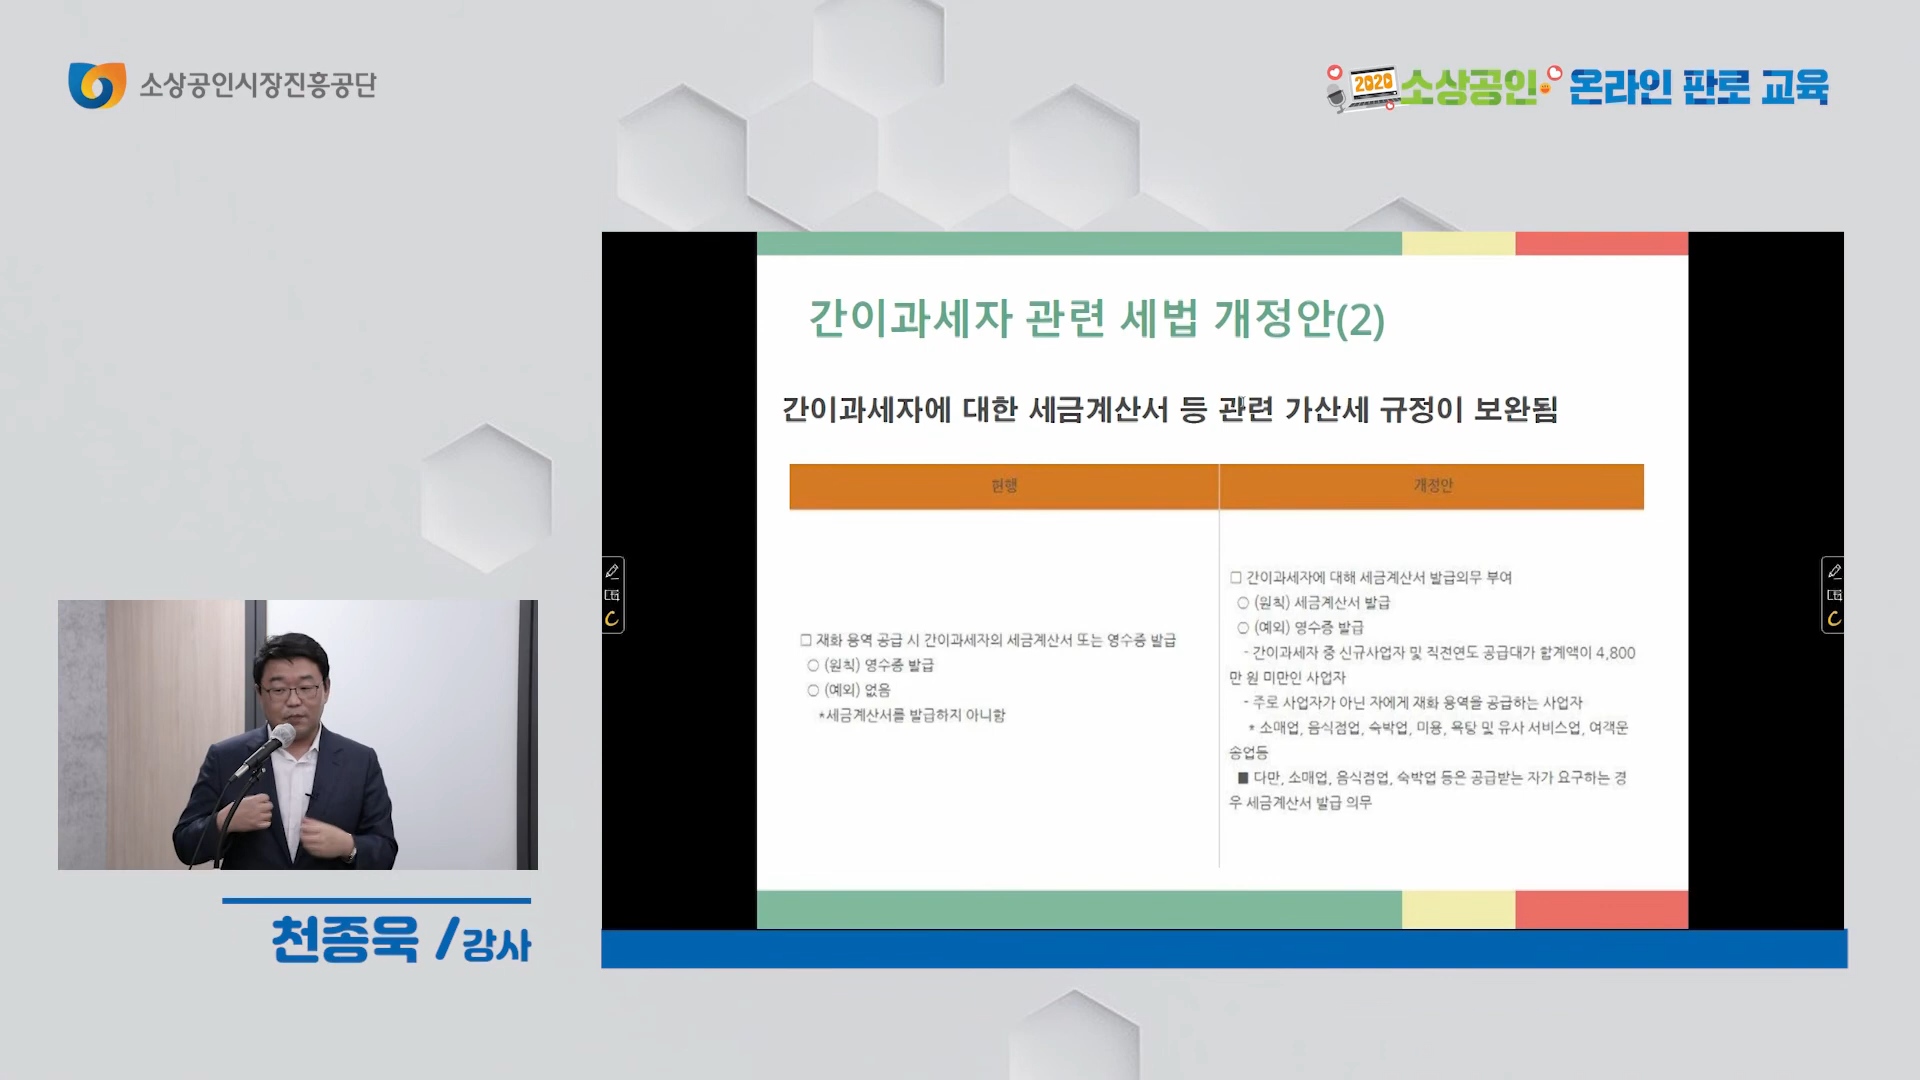 소상공인시장진흥공단
2020 소상공인 온라인 판로 교육
간이과세자 관련 세법 개정안(2)
간이과세자에 대한 세금계산서 등 관련 가산세 규정이 보완됨
현행
개정안
□ 재화 용역 공급 시 간이과세자의 세금계산서 또는 영수증 발급
○ (원칙) 영수증 발급
○ (예외) 없음
*세금계산서를 발급하지 아니함
□ 간이과세자에 대해 세금계산서 발급의무 부여
○ (원칙) 세금계산서 발급
○ (예외) 영수증 발급
- 간이과세자 중 신규사업자 및 직전연도 공급대가 합계액이 4,800
만 원 미만인 사업자
- 주로 사업자가 아닌 자에게 재화 용역을 공급하는 사업자
* 소매업, 음식점업, 숙박업, 미용, 욕탕 및 유사 서비스업, 여객운
송업등
■ 다만, 소매업, 음식점업, 숙박업 등은 공급받는 자가 요구하는 경
우 세금계산서 발급 의무
천종욱 /강사